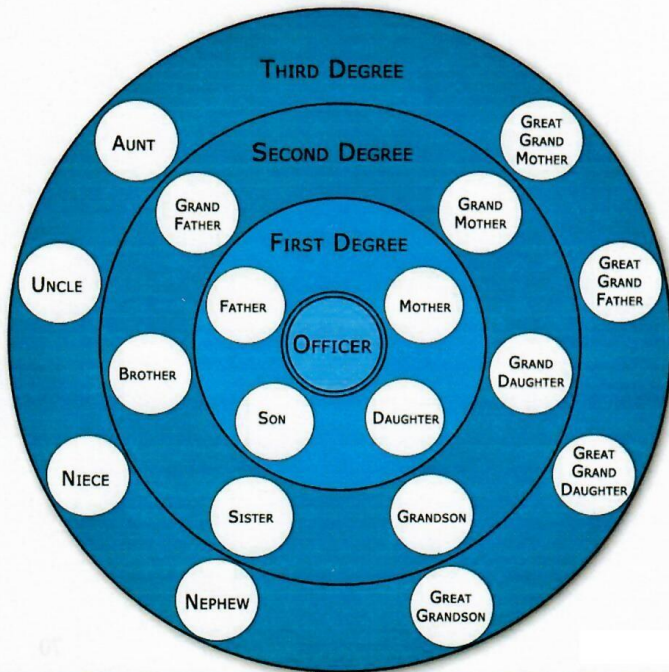 THIRD DEGREE
AUNT
GREAT
GRAND
MOTHER
SECOND DEGREE
GRAND
FATHER
GRAND
MOTHER
FIRST DEGREE
UNCLE
GREAT
GRAND
FATHER
FATHER
MOTHER
OFFICER
BROTHER
GRAND
DAUGHTER
SON
DAUGHTER
NIECE
GREAT
GRAND
DAUGHTER
SISTER
GRANDSON
NEPHEW
GREAT
GRANDSON